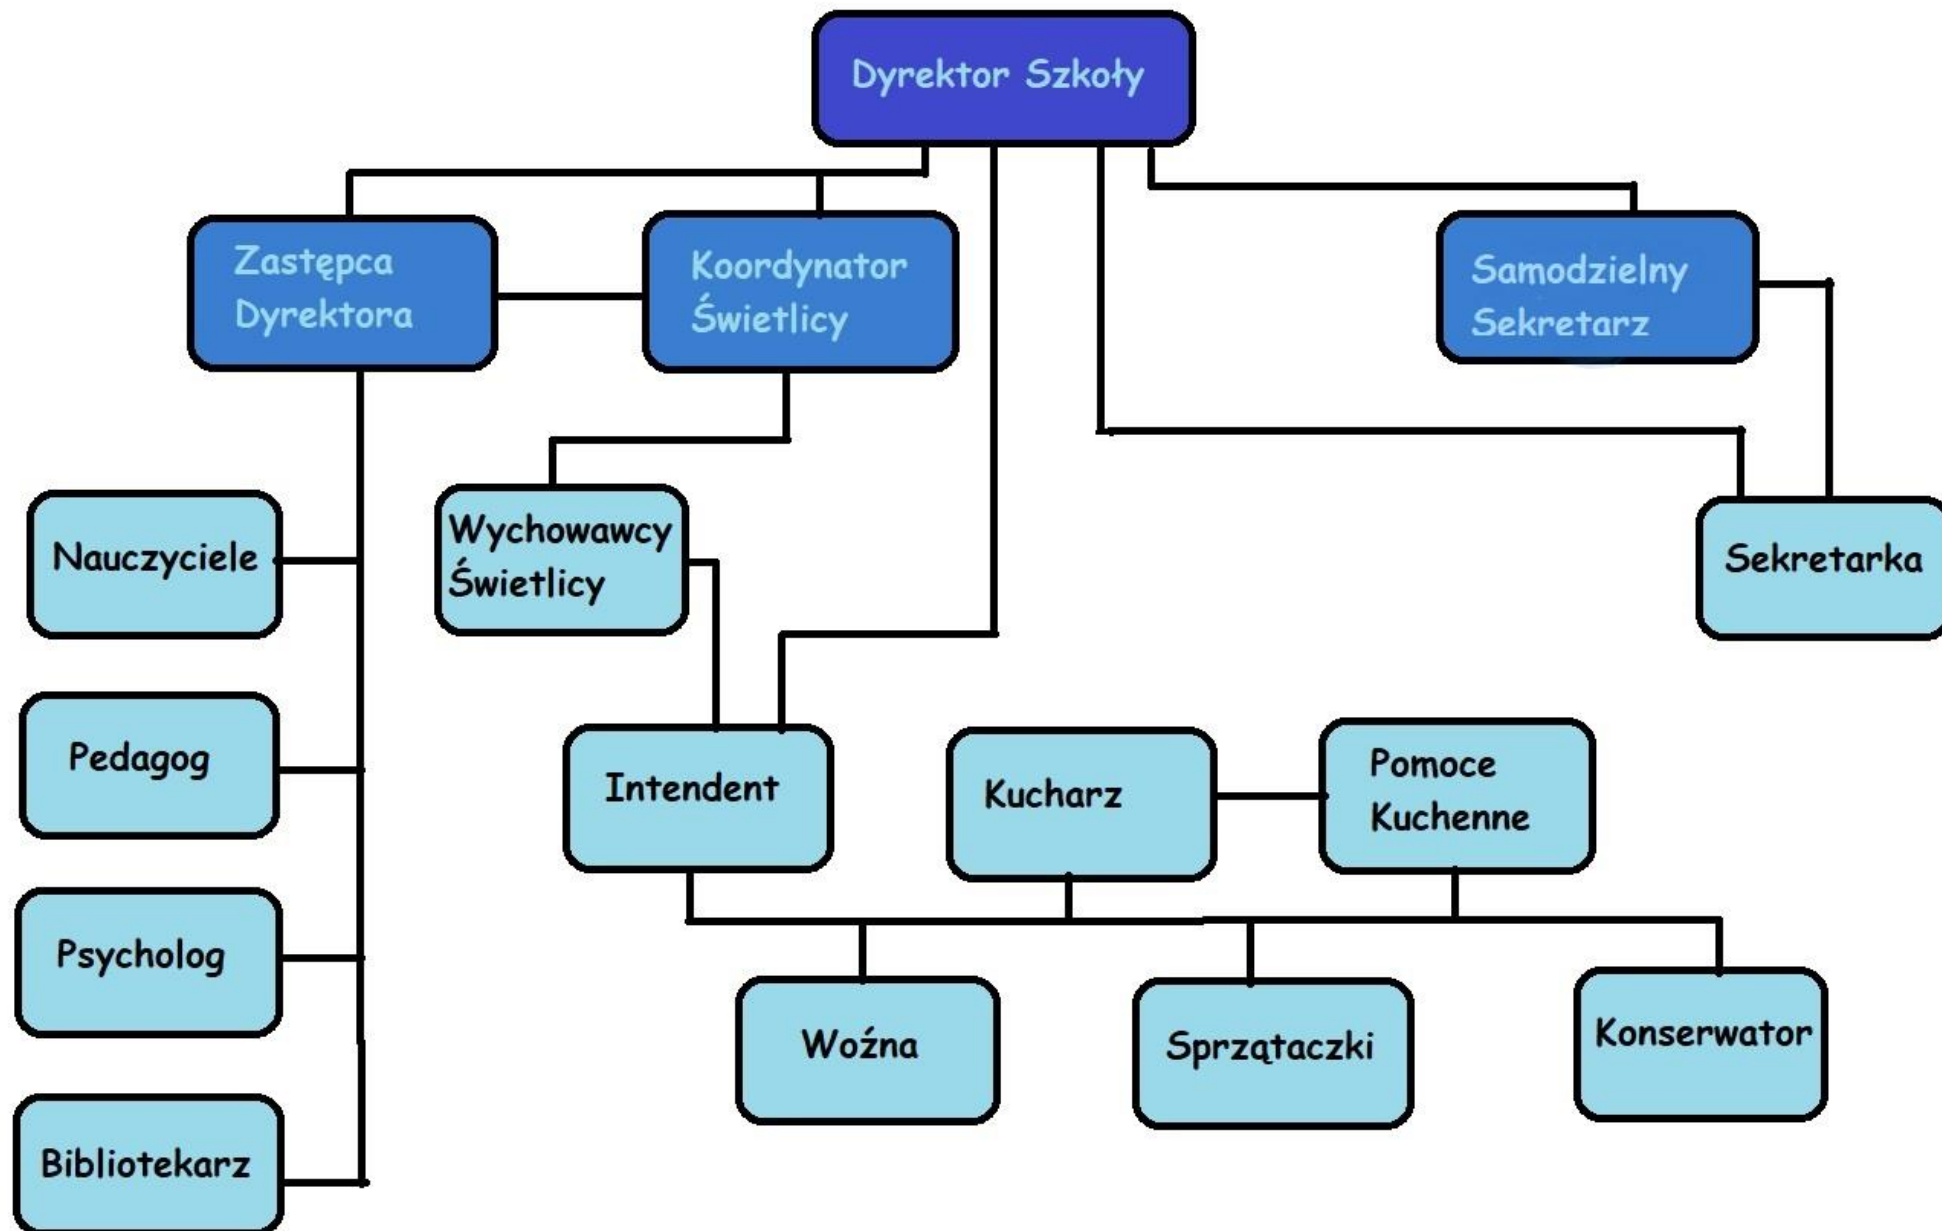 Dyrektor Szkoły
Zastępca
Dyrektora
Koordynator
Świetlicy
Samodzielny
Sekretarz
Nauczyciele
Wychowawcy
Świetlicy
Sekretarka
Pedagog
Intendent
Kucharz
Pomoce
Kuchenne
Psycholog
Woźna
Sprzątaczki
Konserwator
Bibliotekarz